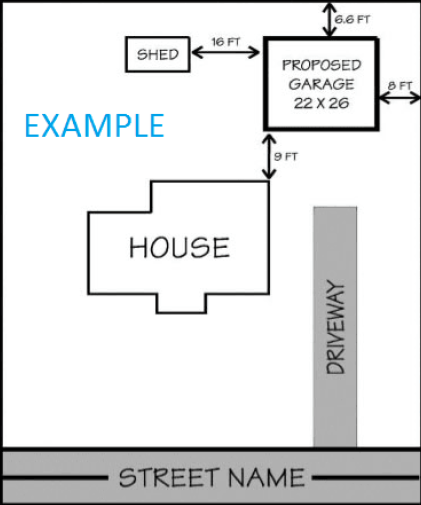 6.6 FT
16 FT
SHED
PROPOSED
GARAGE
22 X 26
8 FT
EXAMPLE
9 FT
HOUSE
DRIVEWAY
STREET NAME